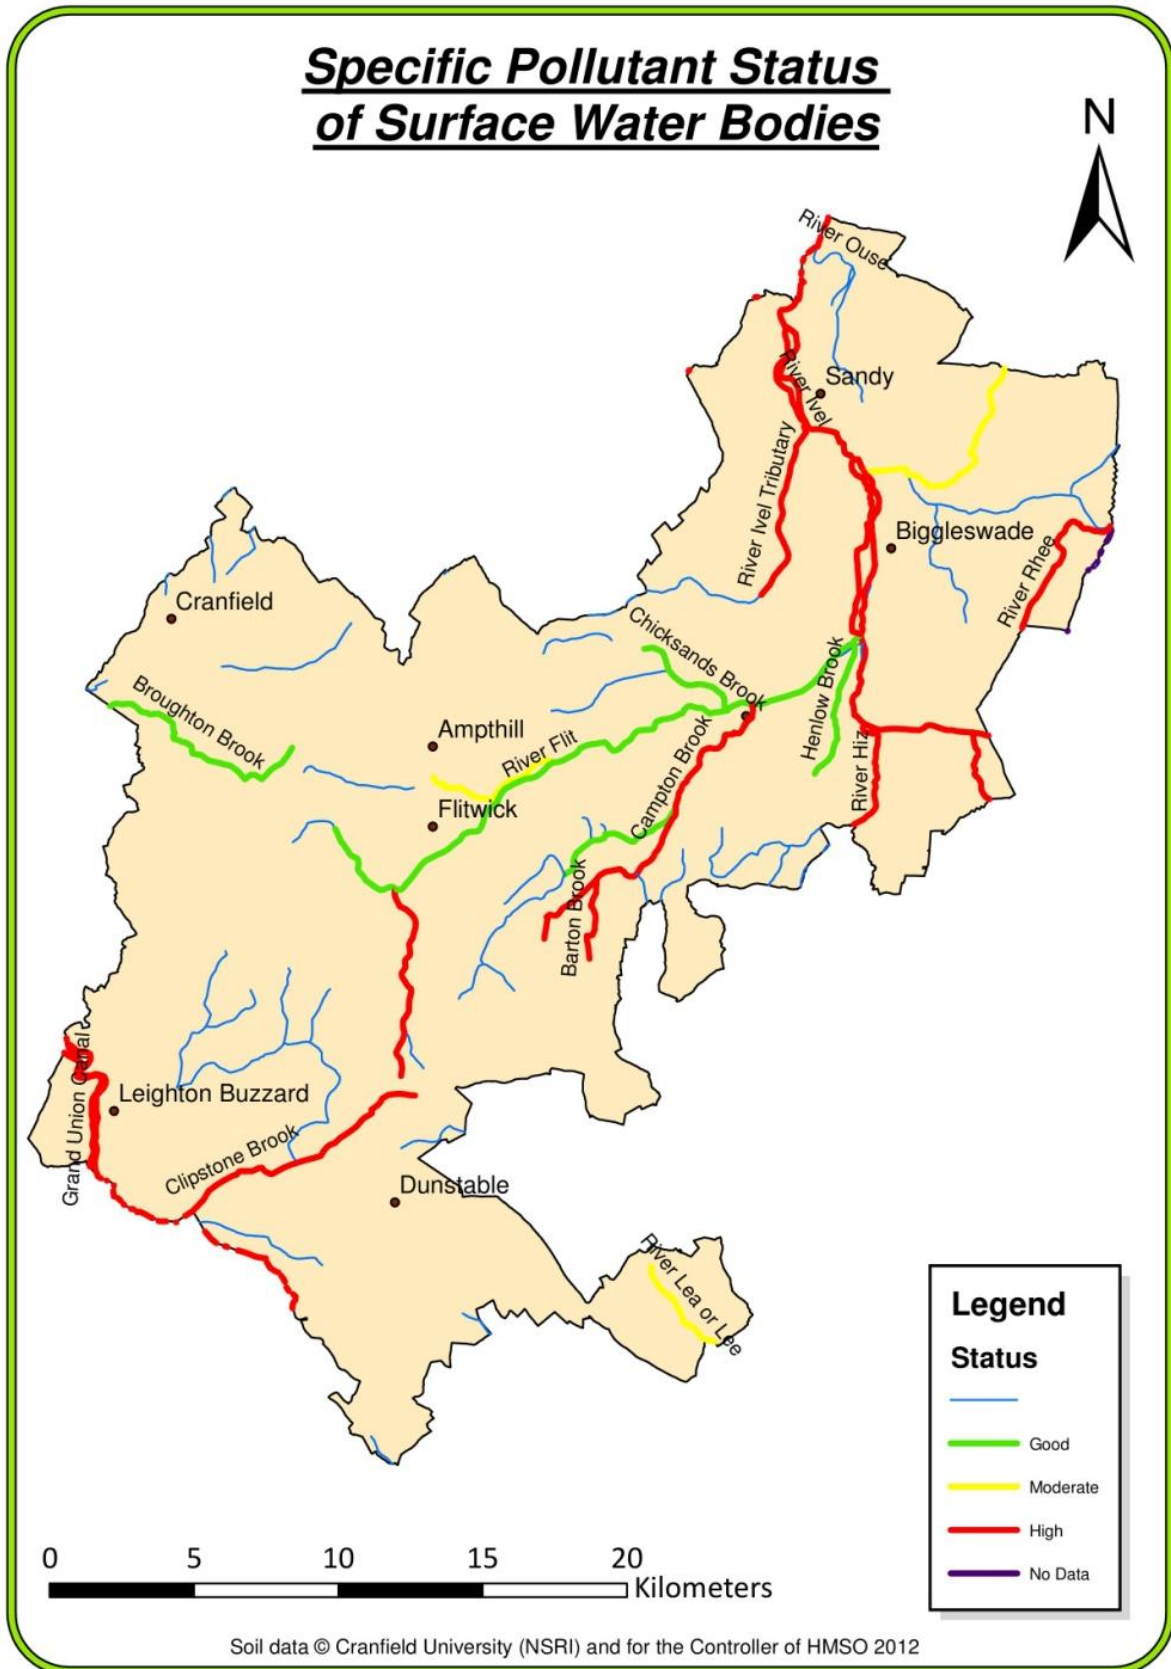 Specific Pollutant Status
of Surface Water Bodies
N
River Ouse
River Ivel
Sandy
River Ivel Tributary
Biggleswade
River Rhee
Cranfield
Chicksands Brook
Henlow Brook
Broughton Brook
Ampthill
River Flit
Campton Brook
River Hiz
Flitwick
Barton Brook
Grand Union Canal
Leighton Buzzard
Clipstone Brook
Dunstable
River Lea or Lee
Legend
Status
Good
Moderate
High
No Data
0 5 10 15 20
Kilometers
Soil data © Cranfield University (NSRI) and for the Controller of HMSO 2012